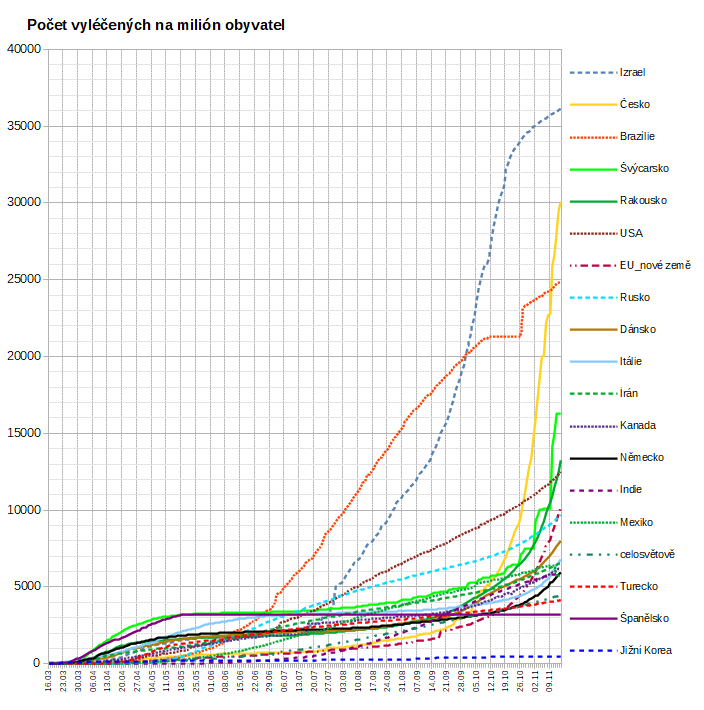 Počet vyléčených na milión obyvatel
40000
35000
30000
25000
20000
15000
10000
5000
0
Izrael
Česko
Brazílie
Švýcarsko
Rakousko
USA
EU_nové země
Rusko
Dánsko
Itálie
Írán
Kanada
Německo
Indie
Mexiko
celosvětově
Turecko
Španělsko
Jižní Korea
16.03 23.03 30.03 06.04 13.04 20.04 27.04 04.05 11.05 18.05 25.05 01.06 08.06 15.06 22.06 29.06 06.07 13.07 20.07 27.07 03.08 10.08 17.08 24.08 31.08 07.09 14.09 21.09 28.09 05.10 12.10 19.10 26.10 02.11 09.11